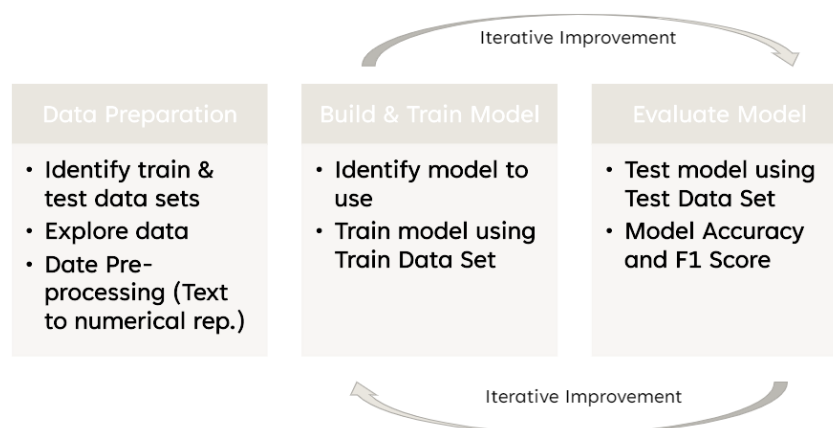 Iterative Improvement
Data Preparation
• Identify train &
test data sets
• Explore data
• Date Pre-
processing (Text
to numerical rep.)
Build & Train Model
• Identify model to
use
• Train model using
Train Data Set
Evaluate Model
• Test model using
Test Data Set
• Model Accuracy
and F1 Score
Iterative Improvement